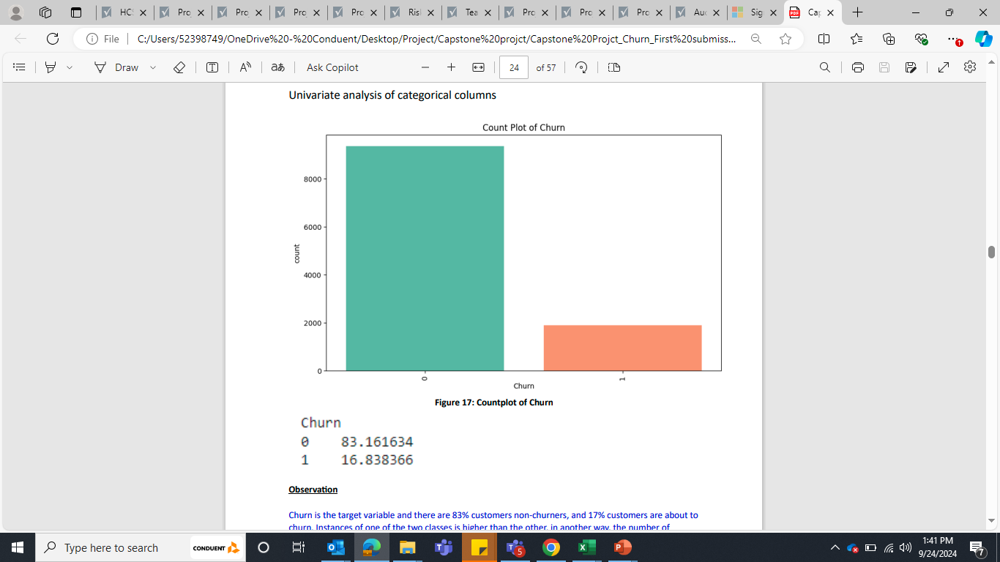 HC
Pro
Pro
Pro
Pro
Ris
Tea
Pro
Pro
Pro
Au
Sig
Ca
File
C:/Users/52398749/OneDrive%20-%20Conduent/Desktop/Project/Capstone%20projct/Capstone%20Projct_Churn_First%20submiss...
Draw
Ask Copilot
24 of 57
Univariate analysis of categorical columns
Count Plot of Churn
8000
6000
4000
2000
0
count
0
1
Churn
Figure 17: Countplot of Churn
Churn
0 83.161634
1 16.838366
Observation
Churn is the target variable and there are 83% customers non-churners, and 17% customers are about to
churn. Instances of one of the two classes is higher than the other, in another way, the number of
Type here to search
CONDUENT
5
1:41 PM
9/24/2024
7